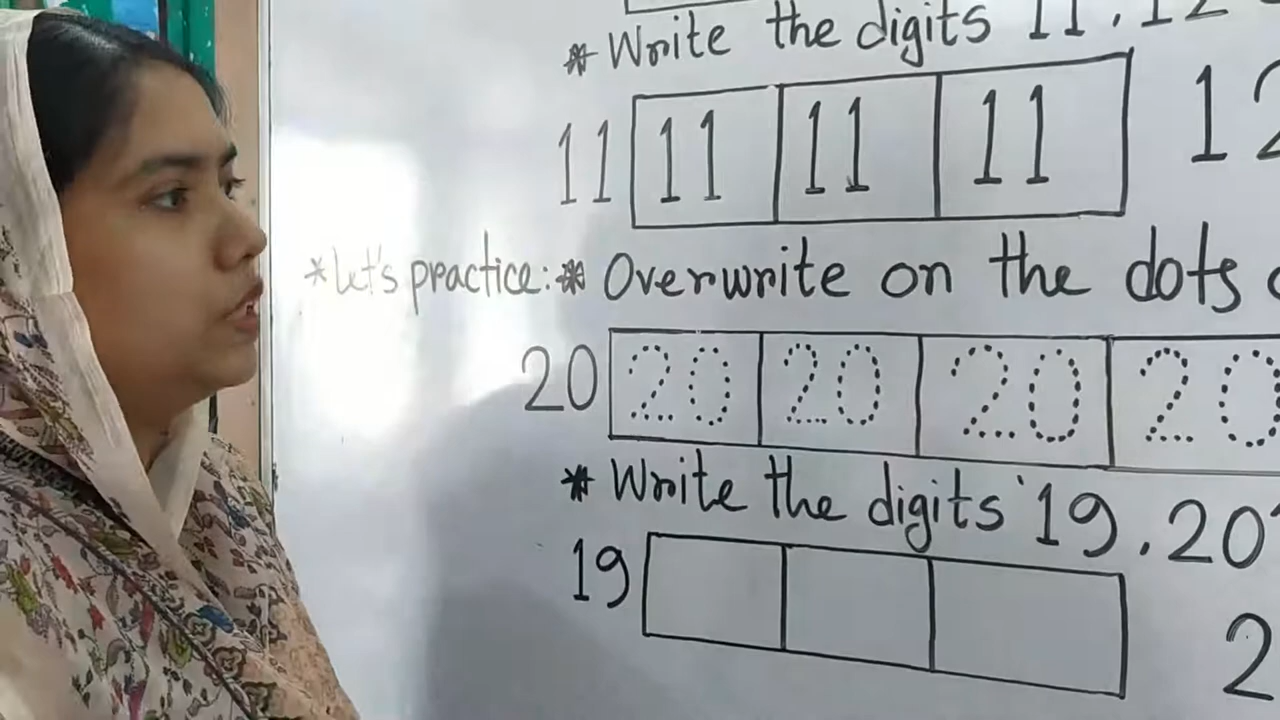 * Write the digits 11, 12
11 11 11 11 12
*Let's practice: * Overwrite on the dots
20 20 20 20 20
* Write the digits '19, 20'
19 2